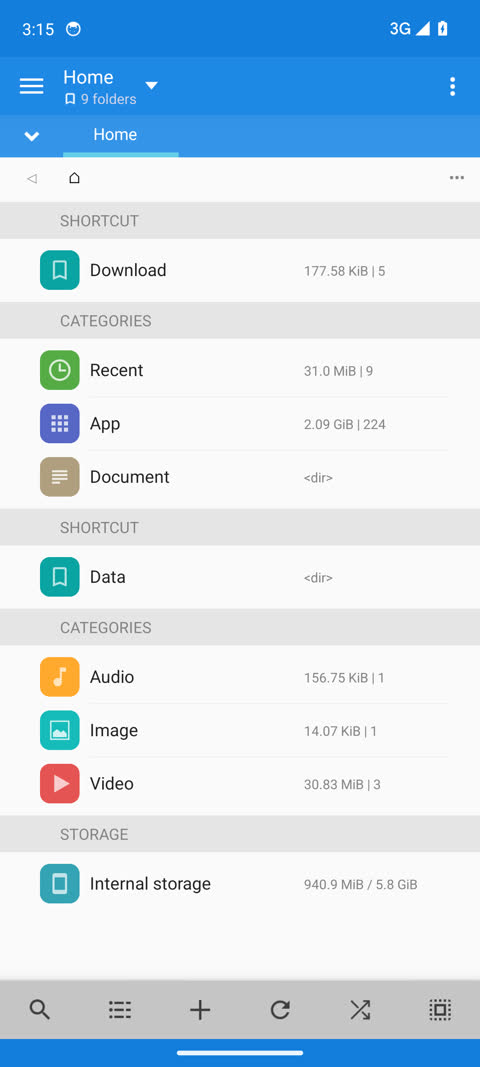 3:15
3G
Home
9 folders
Home
SHORTCUT
Download
177.58 KiB | 5
CATEGORIES
Recent
31.0 MiB | 9
App
2.09 GiB | 224
Document
<dir>
SHORTCUT
Data
<dir>
CATEGORIES
Audio
156.75 KiB | 1
Image
14.07 KiB | 1
Video
30.83 MiB | 3
STORAGE
Internal storage
940.9 MiB / 5.8 GiB